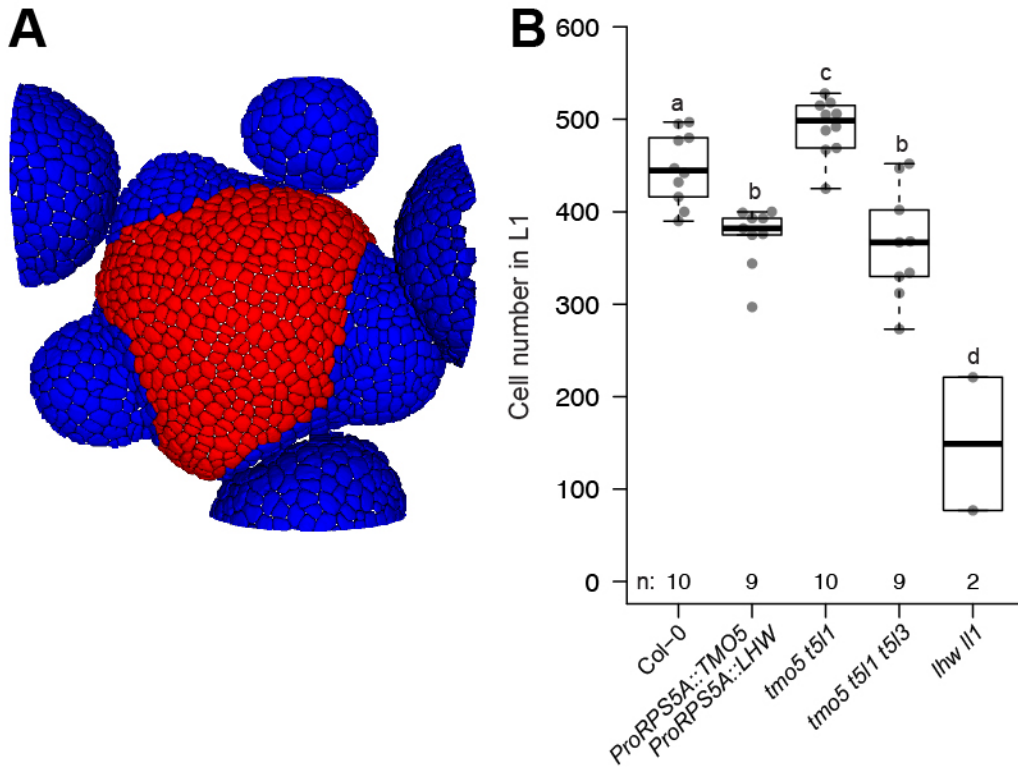 A
B
Cell number in L1
600
500
400
300
200
100
0
a
b
c
b
d
n: 10 9 10 9 2
Col-0
ProRPS5A::TMO5
ProRPS5A::LHW
tmo5 t5l1
tmo5 t5l1 t5l3
lhw ll1